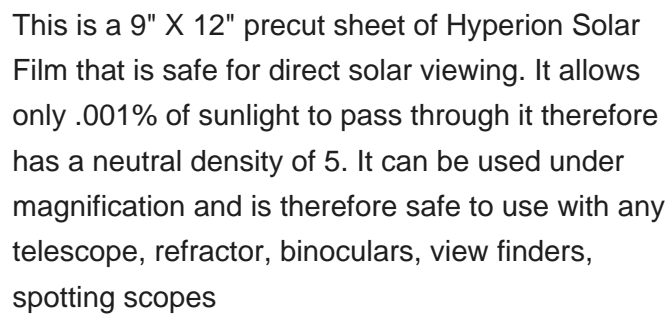 This is a 9" X 12" precut sheet of Hyperion Solar
Film that is safe for direct solar viewing. It allows
only .001% of sunlight to pass through it therefore
has a neutral density of 5. It can be used under
magnification and is therefore safe to use with any
telescope, refractor, binoculars, view finders,
spotting scopes